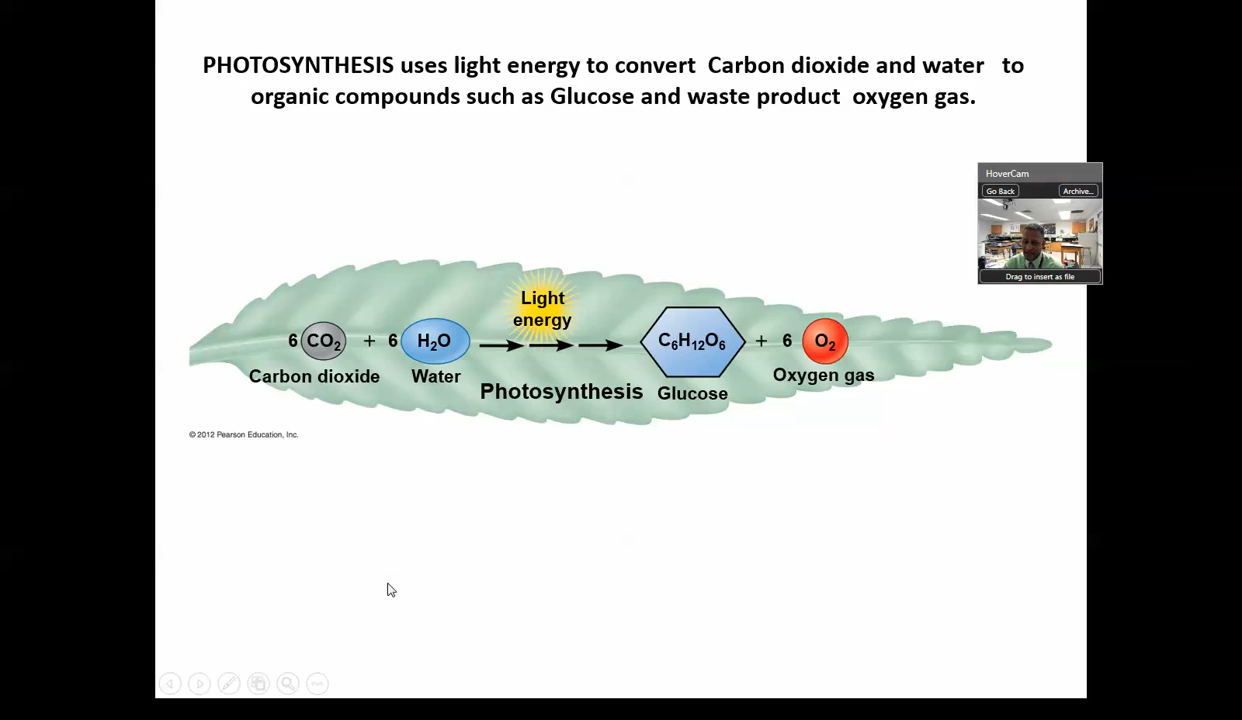 PHOTOSYNTHESIS uses light energy to convert Carbon dioxide and water to
organic compounds such as Glucose and waste product oxygen gas.
HoverCam
Go Back Archive...
Drag to insert as file
Light
energy
6 CO₂ + 6 H₂O C₆H₁₂O₆ + 6 O₂
Carbon dioxide Water Photosynthesis Glucose Oxygen gas
© 2012 Pearson Education, Inc.